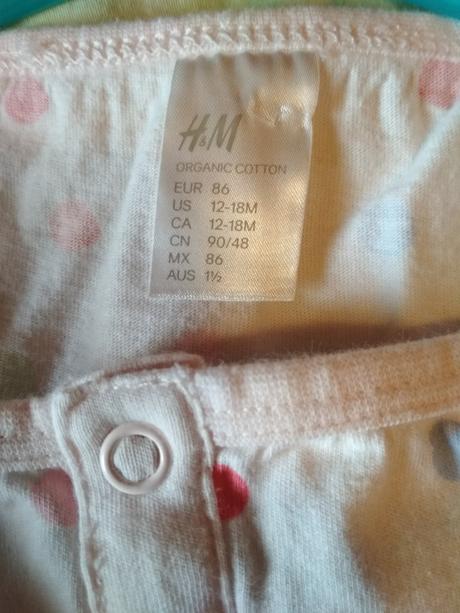 H&M
ORGANIC COTTON
EUR 86
US 12-18M
CA 12-18M
CN 90/48
MX 86
AUS 1½